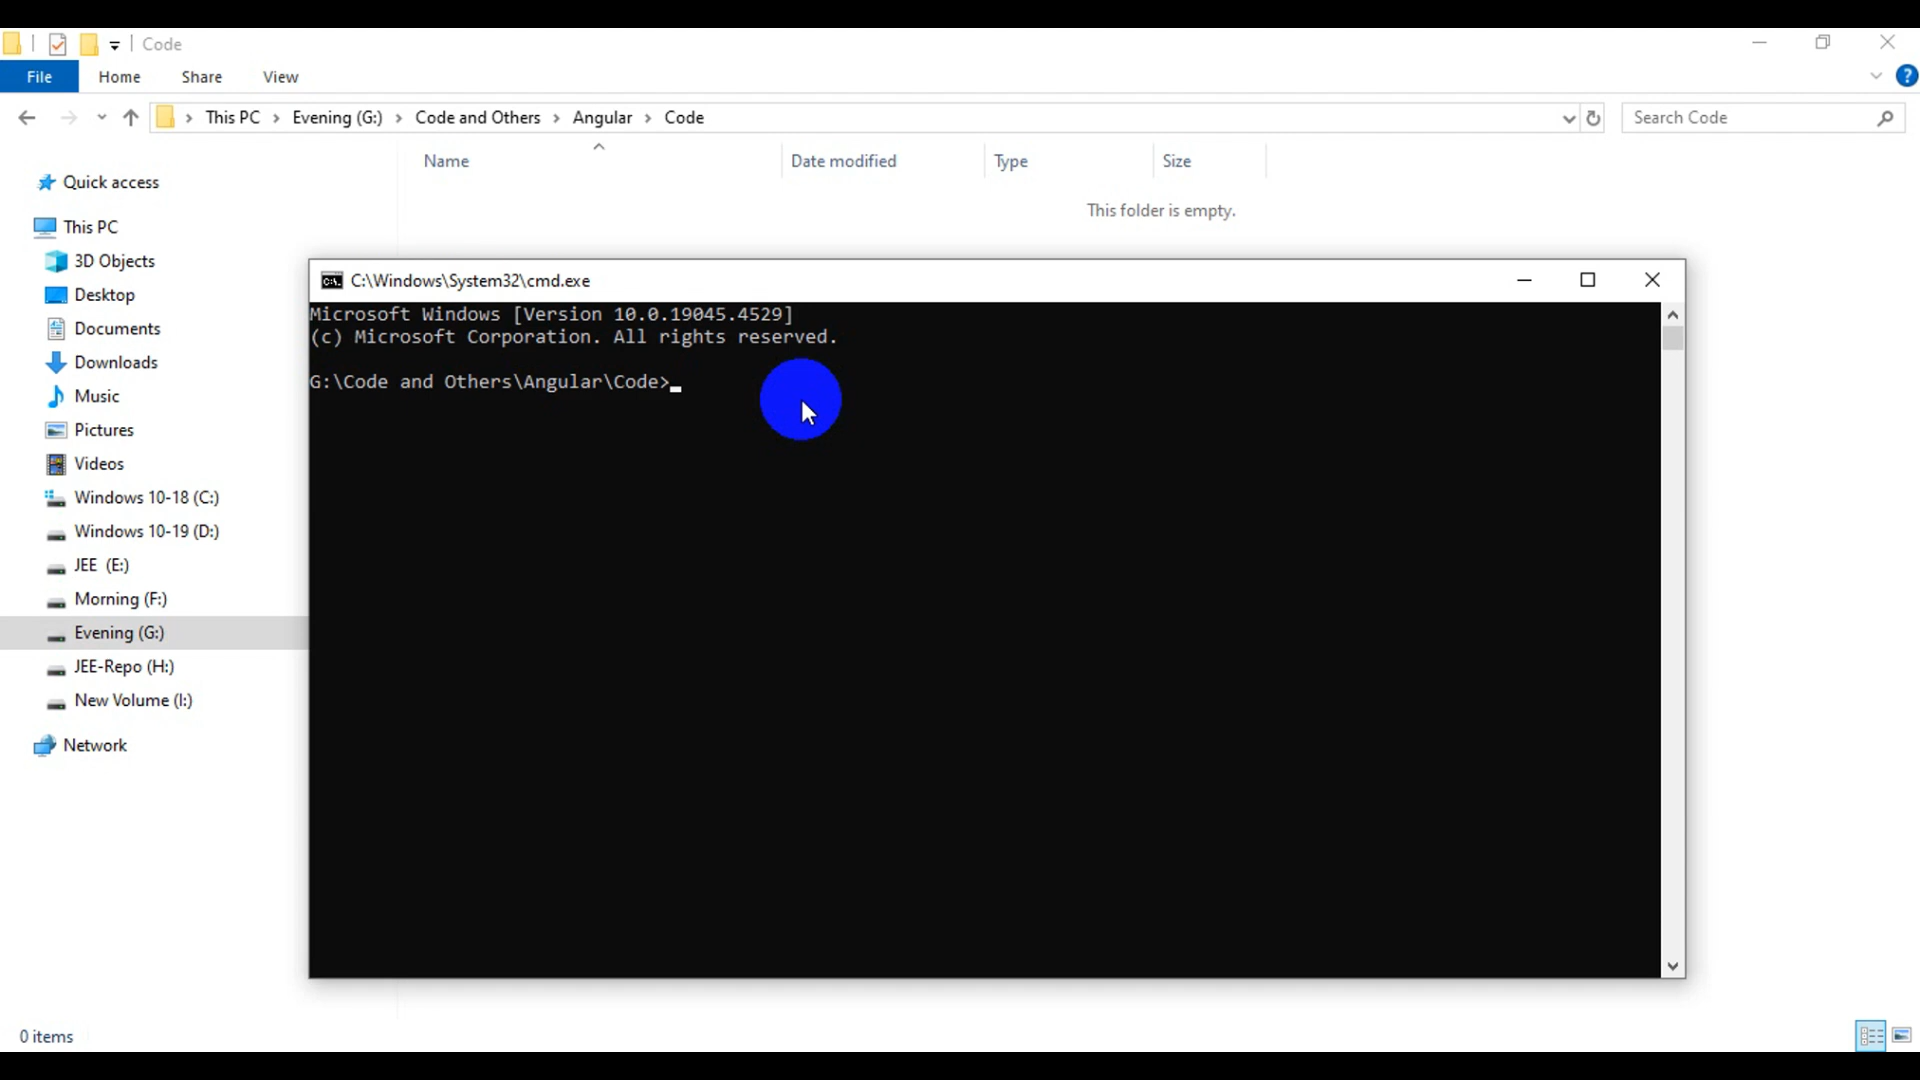 Code
File Home Share View
This PC > Evening (G:) > Code and Others > Angular > Code
Search Code
Name Date modified Type Size
This folder is empty.
Quick access
This PC
3D Objects
Desktop
Documents
Downloads
Music
Pictures
Videos
Windows 10-18 (C:)
Windows 10-19 (D:)
JEE (E:)
Morning (F:)
Evening (G:)
JEE-Repo (H:)
New Volume (I:)
Network
C:\Windows\System32\cmd.exe
Microsoft Windows [Version 10.0.19045.4529]
(c) Microsoft Corporation. All rights reserved.
G:\Code and Others\Angular\Code>
0 items